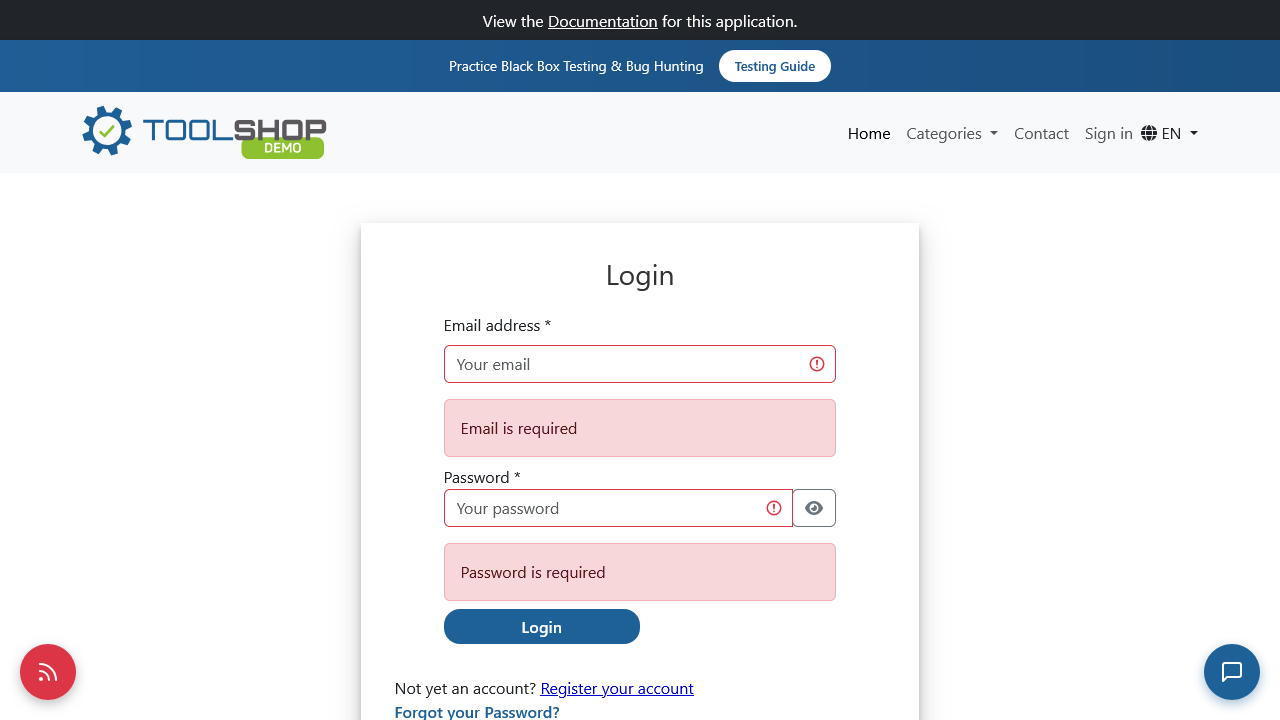 View the Documentation for this application.
Practice Black Box Testing & Bug Hunting Testing Guide
TOOLSHOP
DEMO
Home Categories Contact Sign in EN
Login
Email address *
Your email
Email is required
Password *
Your password
Password is required
Login
Not yet an account? Register your account
Forgot your Password?